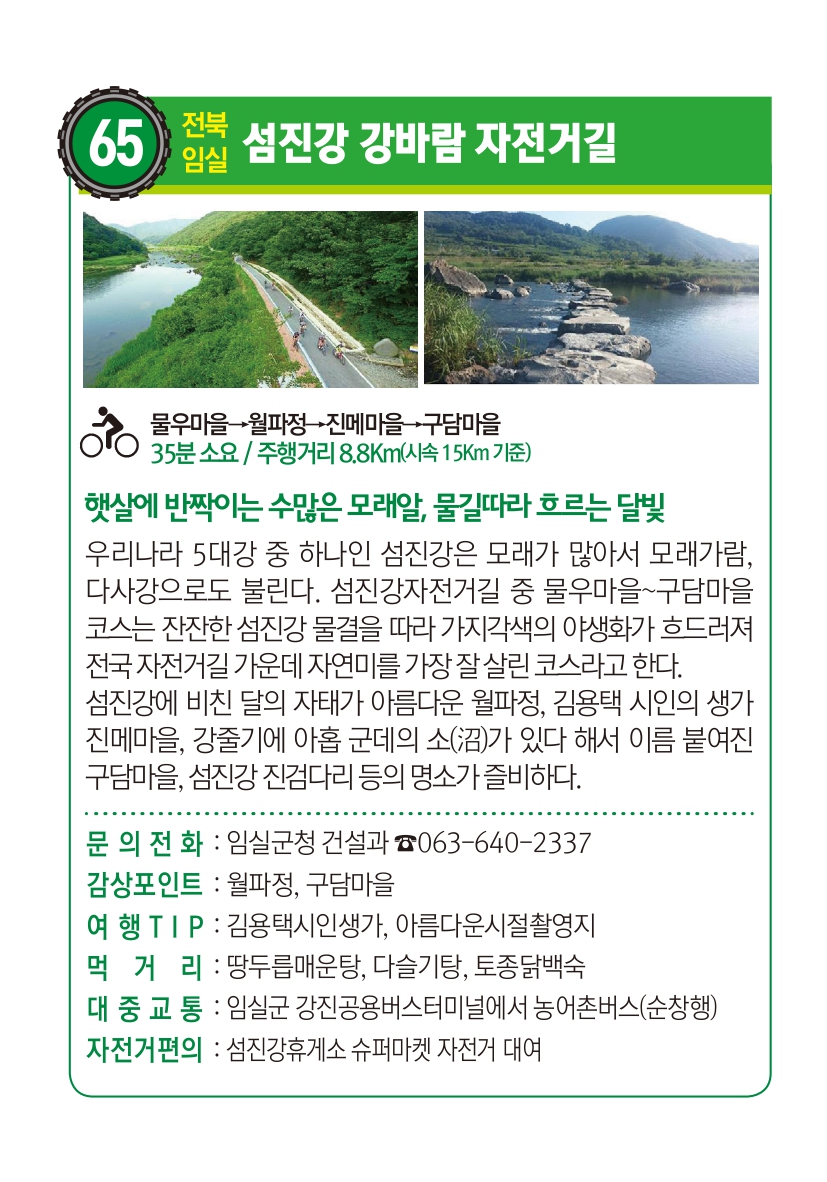 65
전북
임실
섬진강 강바람 자전거길
물우마을→월파정→진메마을→구담마을
35분 소요 / 주행거리 8.8Km(시속 15Km 기준)
햇살에 반짝이는 수많은 모래알, 물길따라 흐르는 달빛
우리나라 5대강 중 하나인 섬진강은 모래가 많아서 모래가람,
다사강으로도 불린다. 섬진강자전거길 중 물우마을~구담마을
코스는 잔잔한 섬진강 물결을 따라 가지각색의 야생화가 흐드러져
전국 자전거길 가운데 자연미를 가장 잘 살린 코스라고 한다.
섬진강에 비친 달의 자태가 아름다운 월파정, 김용택 시인의 생가
진메마을, 강줄기에 아홉 군데의 소(沼)가 있다 해서 이름 붙여진
구담마을, 섬진강 진검다리 등의 명소가 즐비하다.
문 의 전 화 : 임실군청 건설과 ☎063-640-2337
감상포인트 : 월파정, 구담마을
여 행 T I P : 김용택시인생가, 아름다운시절촬영지
먹 거 리 : 땅두릅매운탕, 다슬기탕, 토종닭백숙
대 중 교 통 : 임실군 강진공용버스터미널에서 농어촌버스(순창행)
자전거편의 : 섬진강휴게소 슈퍼마켓 자전거 대여